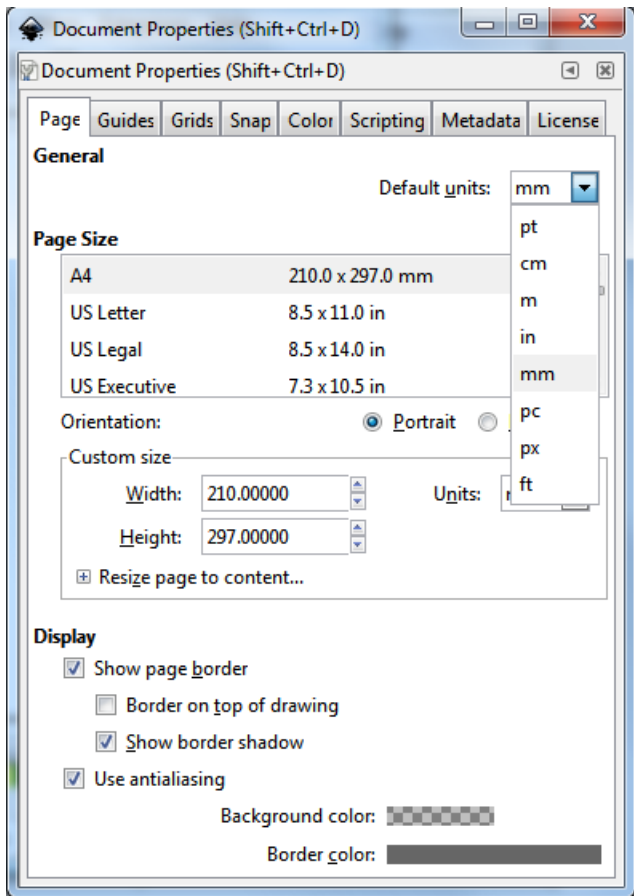 Document Properties (Shift+Ctrl+D)
Document Properties (Shift+Ctrl+D)
Page Guides Grids Snap Color Scripting Metadata License
General
Default units: mm
pt
Page Size
cm
A4 210.0 x 297.0 mm
m
US Letter 8.5 x 11.0 in
in
US Legal 8.5 x 14.0 in
mm
US Executive 7.3 x 10.5 in
pc
Orientation: Portrait
px
Custom size
ft
Width: 210.00000 Units:
Height: 297.00000
Resize page to content...
Display
Show page border
Border on top of drawing
Show border shadow
Use antialiasing
Background color:
Border color: